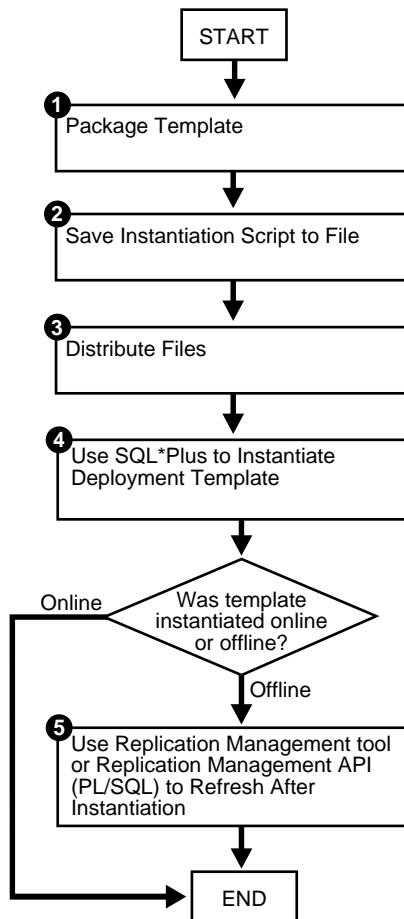 START
1
Package Template
2
Save Instantiation Script to File
3
Distribute Files
4
Use SQL*Plus to Instantiate
Deployment Template
Online
Was template
instantiated online
or offline?
Offline
5
Use Replication Management tool
or Replication Management API
(PL/SQL) to Refresh After
Instantiation
END